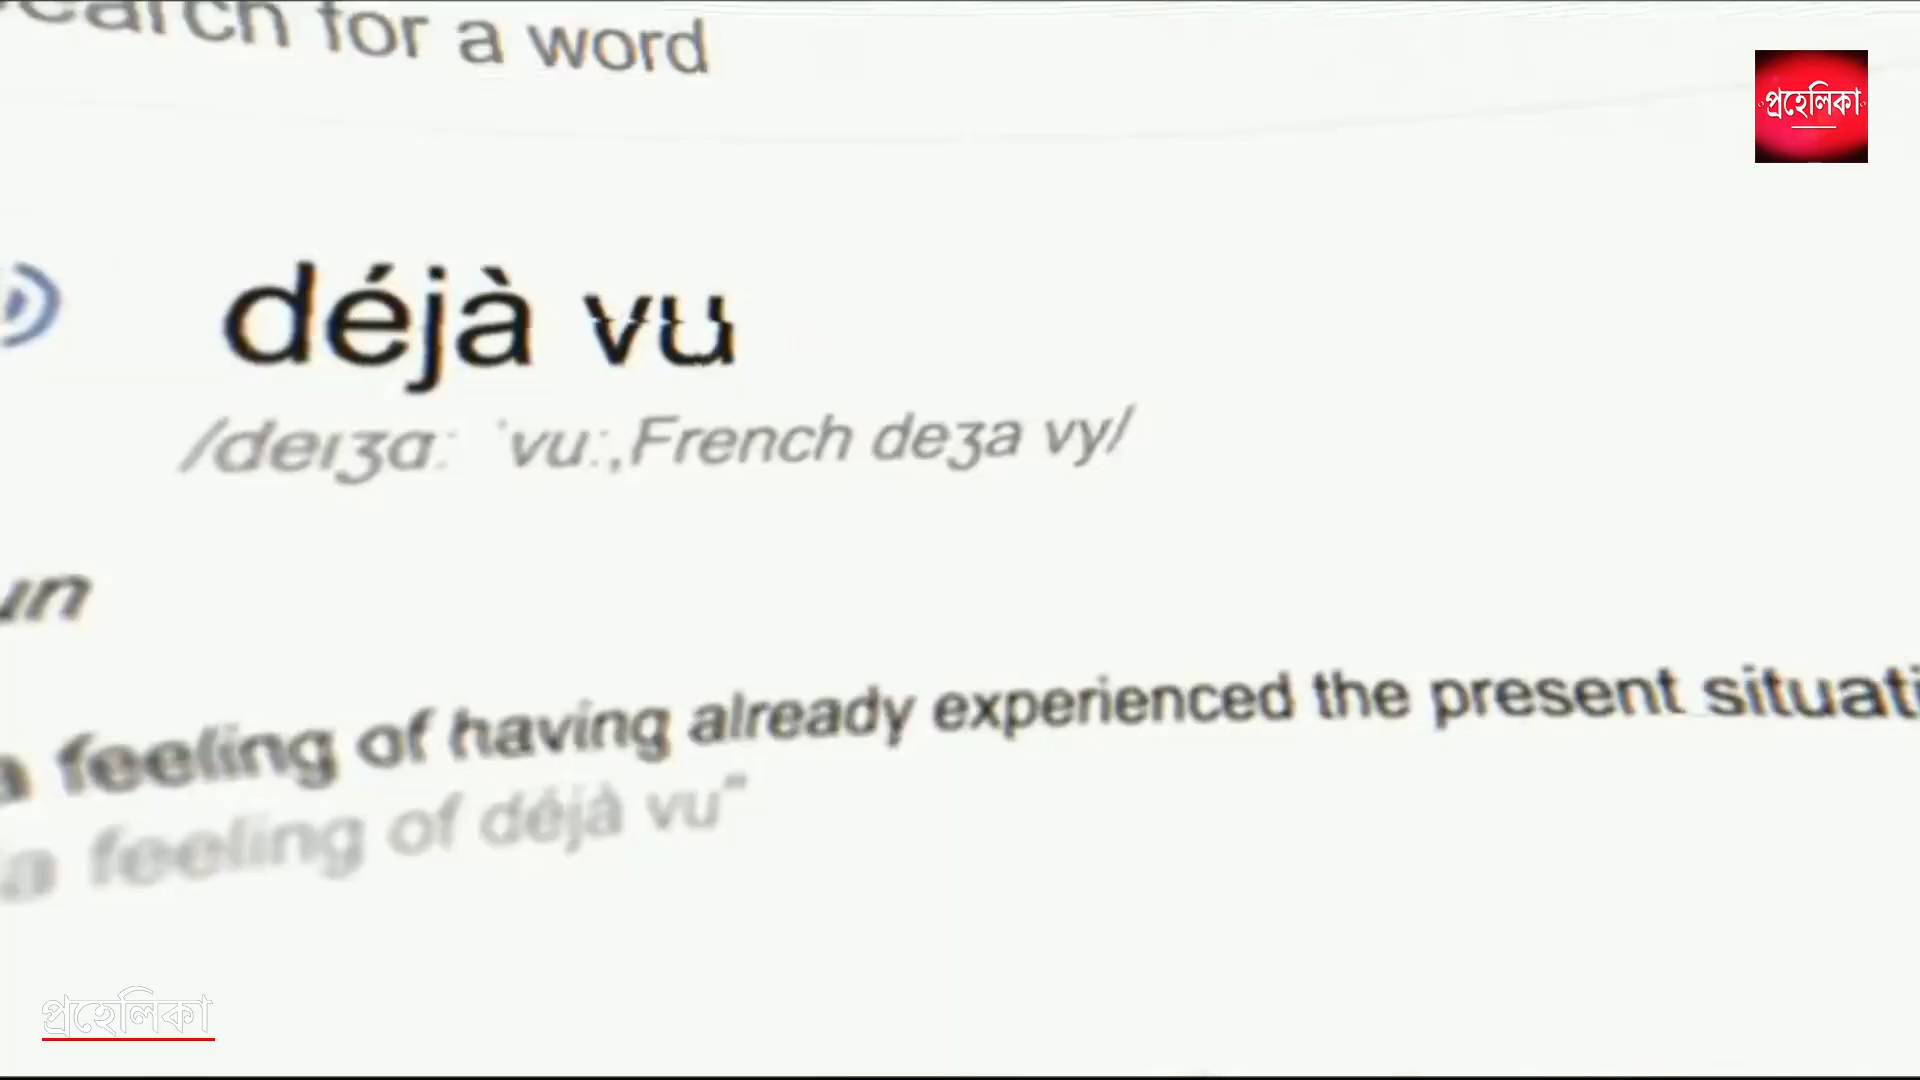 for a word
প্রহেলিকা
déjà vu
/deɪʒɑː ˈvuː,French deʒa vy/
a feeling of having already experienced the present
a feeling of déjà vu"
প্রহেলিকা